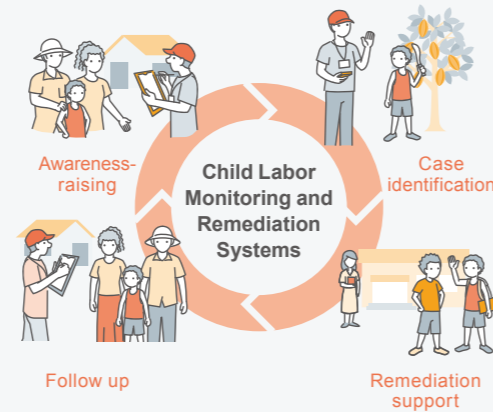 Awareness-
raising
Case
identification
Child Labor
Monitoring and
Remediation
Systems
Follow up
Remediation
support